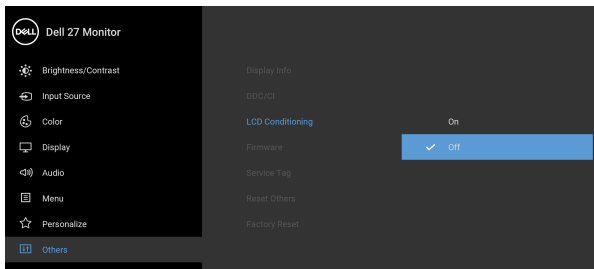 DELL
Dell 27 Monitor
Brightness/Contrast
Input Source
Color
Display
Audio
Menu
Personalize
Others
Display Info
DDC/CI
LCD Conditioning
Firmware
Service Tag
Reset Others
Factory Reset
On
Off